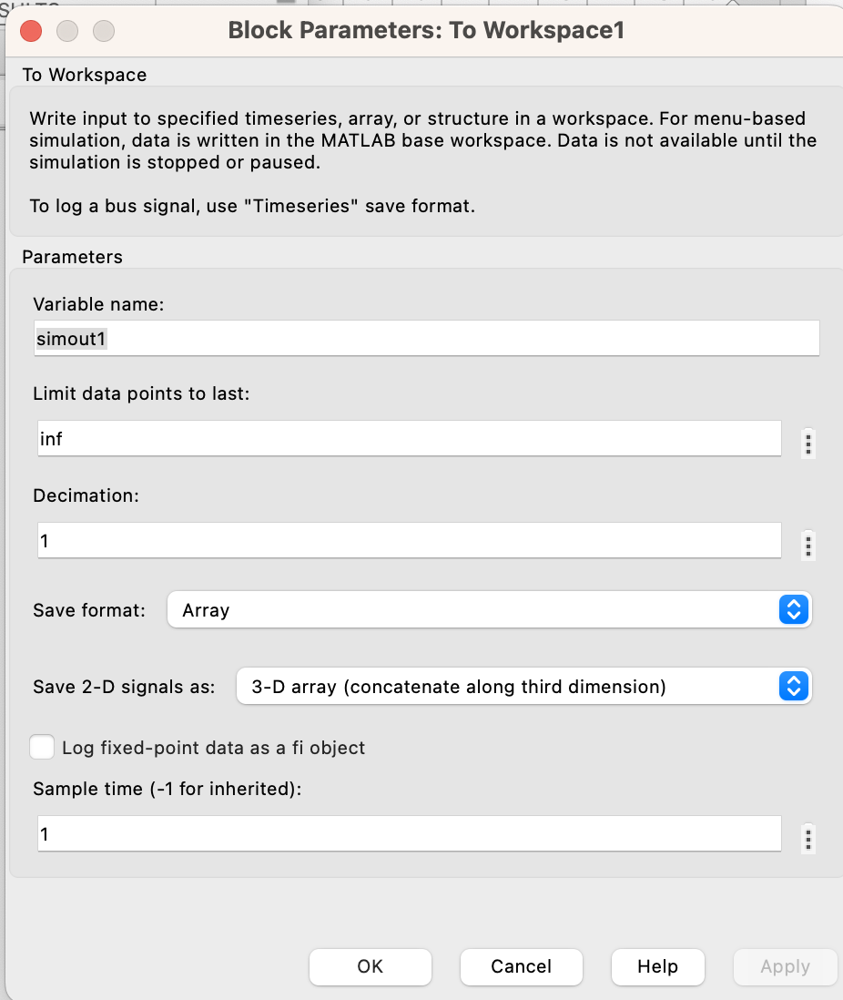 Block Parameters: To Workspace1
To Workspace
Write input to specified timeseries, array, or structure in a workspace. For menu-based
simulation, data is written in the MATLAB base workspace. Data is not available until the
simulation is stopped or paused.
To log a bus signal, use "Timeseries" save format.
Parameters
Variable name:
simout1
Limit data points to last:
inf
Decimation:
1
Save format: Array
Save 2-D signals as: 3-D array (concatenate along third dimension)
Log fixed-point data as a fi object
Sample time (-1 for inherited):
1
OK Cancel Help Apply